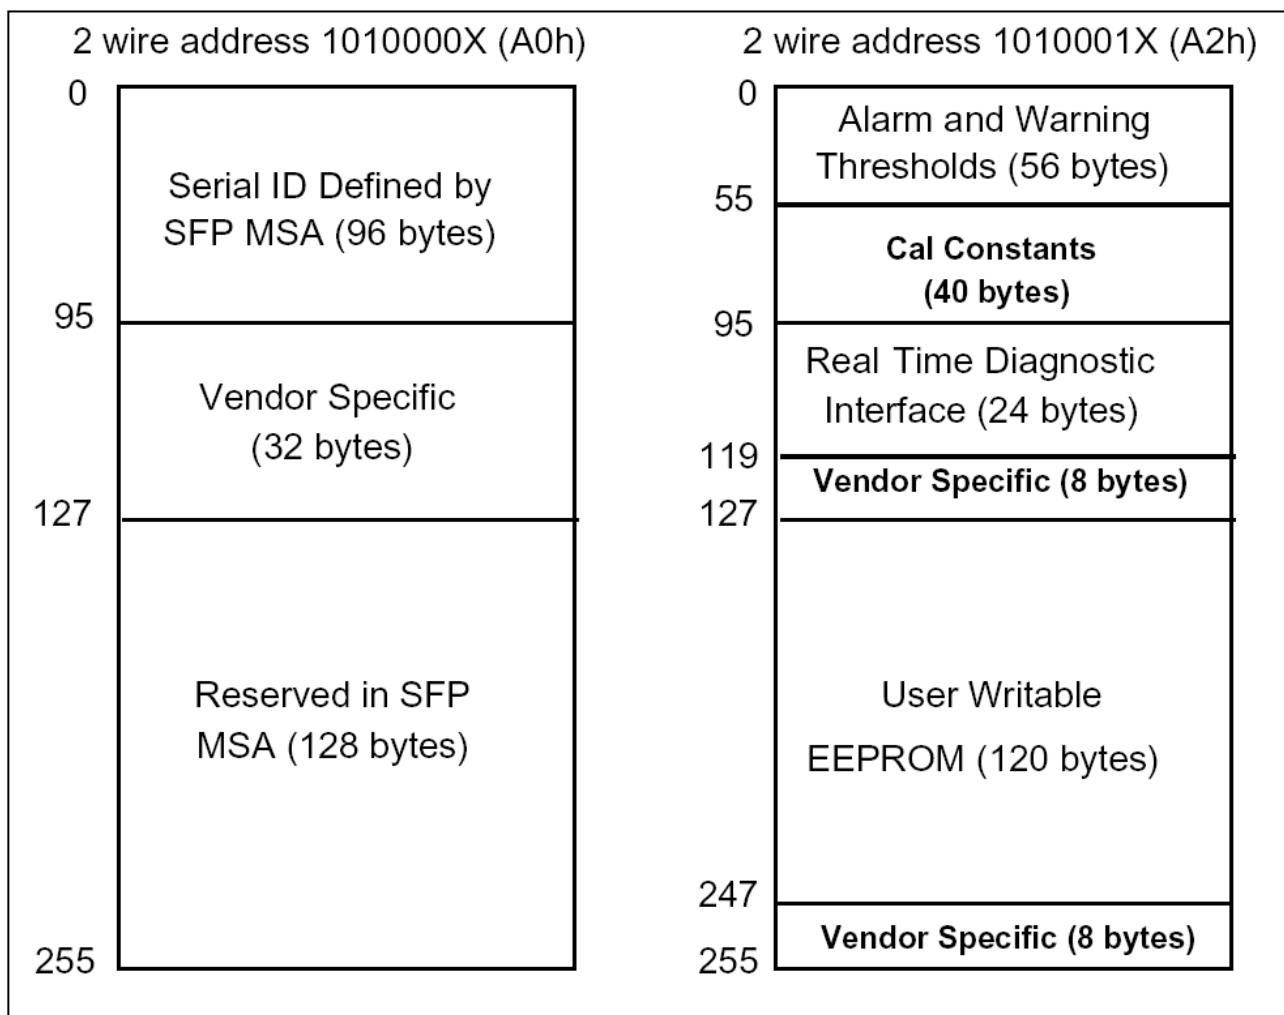 2 wire address 1010000X (A0h)
0
Serial ID Defined by
SFP MSA (96 bytes)
95
Vendor Specific
(32 bytes)
127
Reserved in SFP
MSA (128 bytes)
255
2 wire address 1010001X (A2h)
0
Alarm and Warning
Thresholds (56 bytes)
55
Cal Constants
(40 bytes)
95
Real Time Diagnostic
Interface (24 bytes)
119
Vendor Specific (8 bytes)
127
User Writable
EEPROM (120 bytes)
247
Vendor Specific (8 bytes)
255